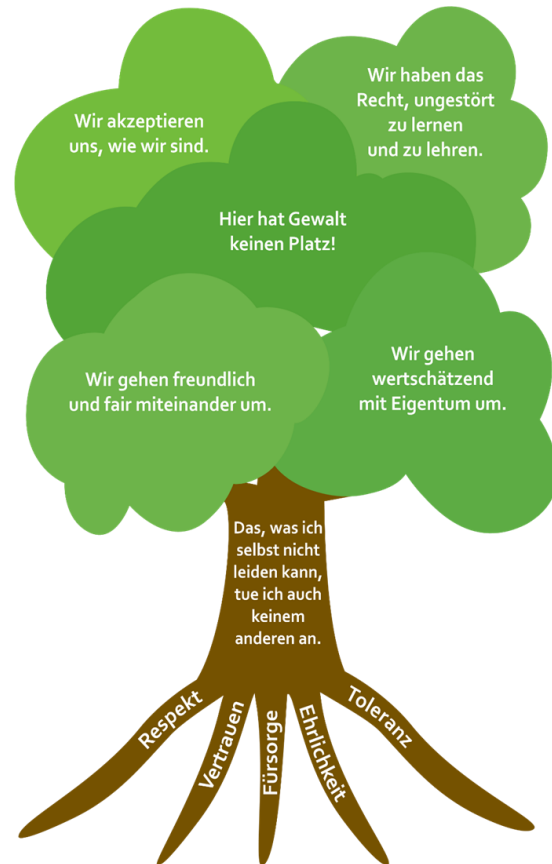 Wir akzeptieren
uns, wie wir sind.
Wir haben das
Recht, ungestört
zu lernen
und zu lehren.
Hier hat Gewalt
keinen Platz!
Wir gehen freundlich
und fair miteinander um.
Wir gehen
wertschätzend
mit Eigentum um.
Das, was ich
selbst nicht
leiden kann,
tue ich auch
keinem
anderen an.
Respekt
Vertrauen
Fürsorge
Ehrlichkeit
Toleranz